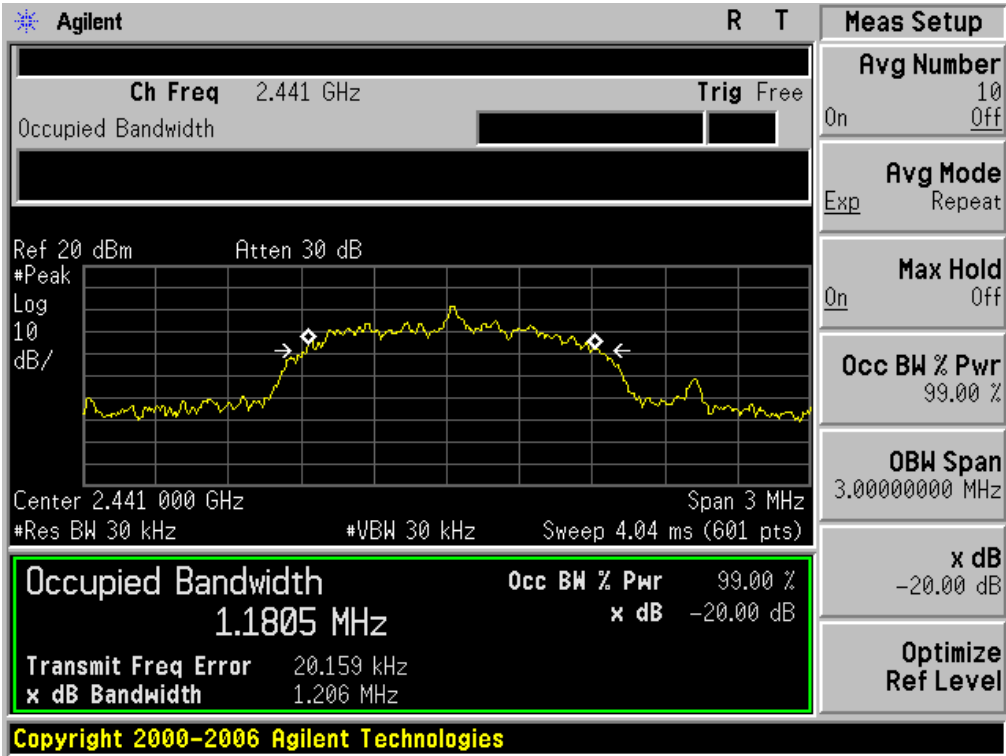 Agilent R T
Ch Freq 2.441 GHz Trig Free
Occupied Bandwidth
Ref 20 dBm Atten 30 dB
#Peak
Log
10
dB/
Center 2.441 000 GHz Span 3 MHz
#Res BW 30 kHz #VBW 30 kHz Sweep 4.04 ms (601 pts)
Occupied Bandwidth
1.1805 MHz
Occ BW % Pwr 99.00 %
x dB -20.00 dB
Transmit Freq Error 20.159 kHz
x dB Bandwidth 1.206 MHz
Copyright 2000-2006 Agilent Technologies
Meas Setup
Avg Number
10
On Off
Avg Mode
Exp Repeat
Max Hold
On Off
Occ BW % Pwr
99.00 %
OBW Span
3.00000000 MHz
x dB
-20.00 dB
Optimize
Ref Level